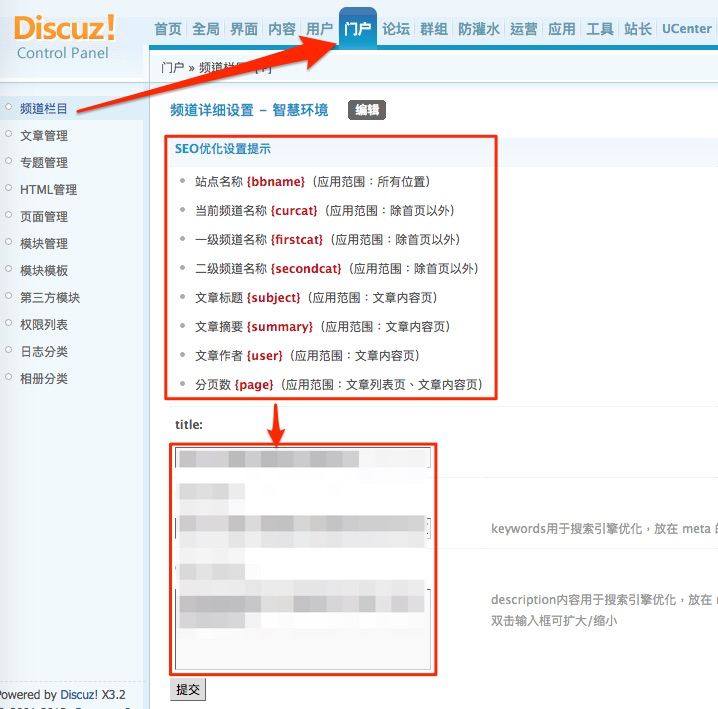 Discuz!
Control Panel
首页 全局 界面 内容 用户 门户 论坛 群组 防灌水 运营 应用 工具 站长 UCenter
门户 » 频道栏
频道栏目
文章管理
专题管理
HTML管理
页面管理
模块管理
模块模板
第三方模块
权限列表
日志分类
相册分类
频道详细设置 – 智慧环境 编辑
SEO优化设置提示
站点名称 {bbname}（应用范围：所有位置）
当前频道名称 {curcat}（应用范围：除首页以外）
一级频道名称 {firstcat}（应用范围：除首页以外）
二级频道名称 {secondcat}（应用范围：除首页以外）
文章标题 {subject}（应用范围：文章内容页）
文章摘要 {summary}（应用范围：文章内容页）
文章作者 {user}（应用范围：文章内容页）
分页数 {page}（应用范围：文章列表页、文章内容页）
title:
keywords用于搜索引擎优化，放在 meta 的
description内容用于搜索引擎优化，放在
双击输入框可扩大/缩小
提交
Powered by Discuz! X3.2